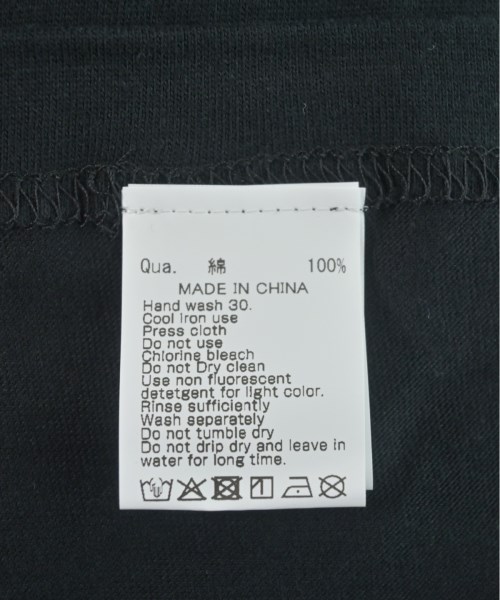 Qua. 綿 100%
MADE IN CHINA
Hand wash 30.
Cool iron use
Press cloth
Do not use
Chlorine bleach
Do not Dry clean
Use non fluorescent
detetgent for light color.
Rinse sufficiently
Wash separately
Do not tumble dry
Do not drip dry and leave in
water for long time.